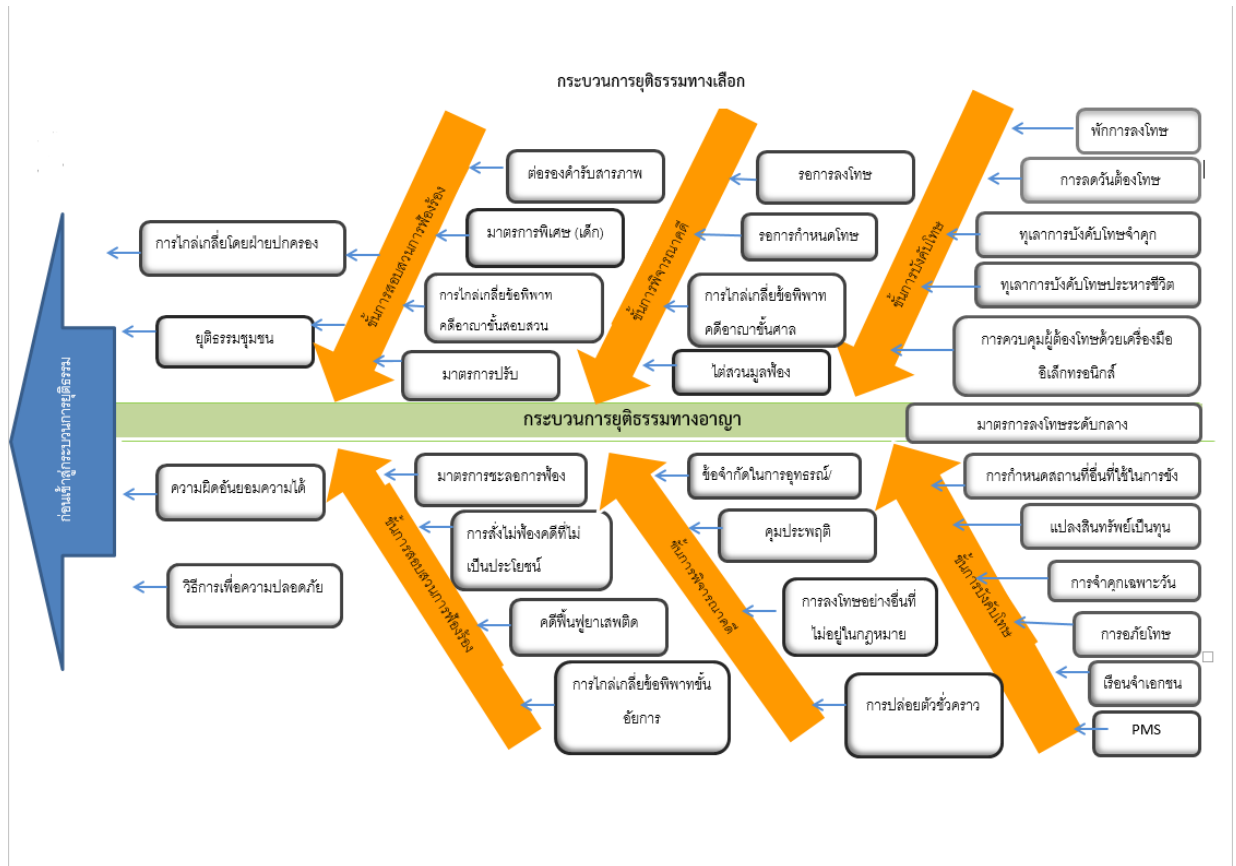 กระบวนการยุติธรรมทางเลือก
ก่อนเข้าสู่กระบวนการยุติธรรม
การไกล่เกลี่ยโดยฝ่ายปกครอง
ยุติธรรมชุมชน
ความผิดอันยอมความได้
วิธีการเพื่อความปลอดภัย
ชั้นการสอบสวนการฟ้องร้อง
ต่อรองคำรับสารภาพ
มาตรการพิเศษ (เด็ก)
การไกล่เกลี่ยข้อพิพาท
คดีอาญาชั้นสอบสวน
มาตรการปรับ
ชั้นการพิจารณาคดี
รอการลงโทษ
รอการกำหนดโทษ
การไกล่เกลี่ยข้อพิพาท
คดีอาญาชั้นศาล
ไต่สวนมูลฟ้อง
ชั้นการบังคับโทษ
พักการลงโทษ
การลดวันต้องโทษ
ทุเลาการบังคับโทษจำคุก
ทุเลาการบังคับโทษประหารชีวิต
การควบคุมผู้ต้องโทษด้วยเครื่องมือ
อิเล็กทรอนิกส์
กระบวนการยุติธรรมทางอาญา
มาตรการลงโทษระดับกลาง
ชั้นการสอบสวนการฟ้องร้อง
มาตรการชะลอการฟ้อง
การสั่งไม่ฟ้องคดีที่ไม่
เป็นประโยชน์
คดีฟื้นฟูยาเสพติด
การไกล่เกลี่ยข้อพิพาทชั้น
อัยการ
ชั้นการพิจารณาคดี
ข้อจำกัดในการอุทธรณ์/
คุมประพฤติ
การลงโทษอย่างอื่นที่
ไม่อยู่ในกฎหมาย
การปล่อยตัวชั่วคราว
ชั้นการบังคับโทษ
การกำหนดสถานที่อื่นที่ใช้ในการขัง
แปลงสินทรัพย์เป็นทุน
การจำคุกเฉพาะวัน
การอภัยโทษ
เรือนจำเอกชน
PMS